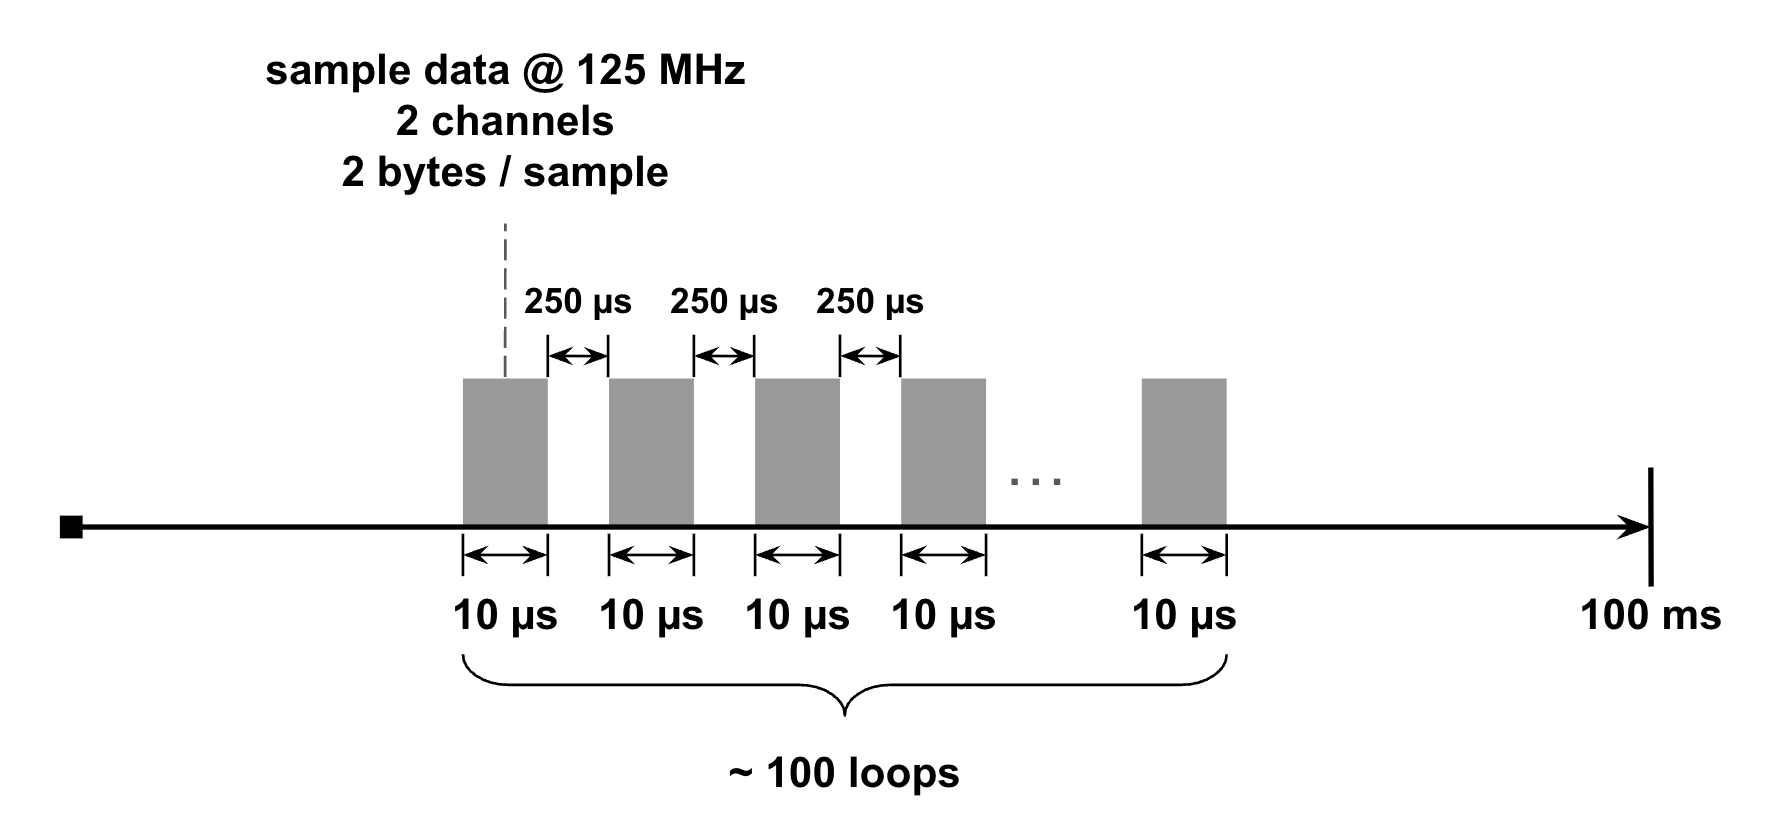 sample data @ 125 MHz
2 channels
2 bytes / sample
250 µs 250 µs 250 µs
. . .
10 µs 10 µs 10 µs 10 µs 10 µs 100 ms
~ 100 loops